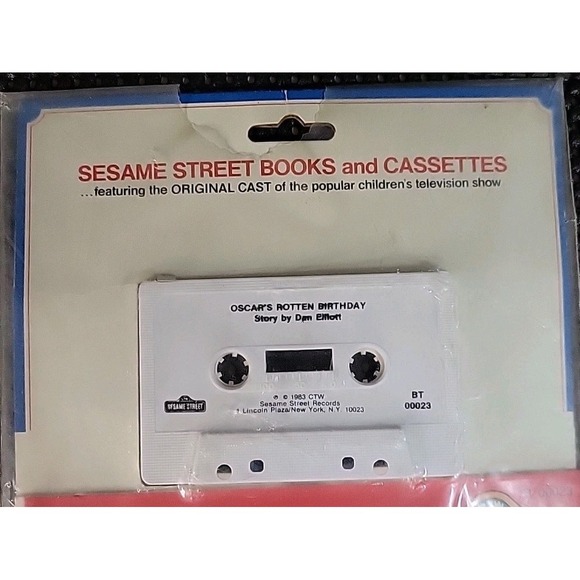 SESAME STREET BOOKS and CASSETTES
...featuring the ORIGINAL CAST of the popular children's television show
OSCAR'S ROTTEN BIRTHDAY
Story by Dan Elliott
℗ © 1983 CTW
Sesame Street Records
1 Lincoln Plaza/New York, N.Y. 10023
SESAME STREET
BT
00023